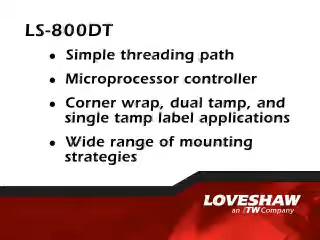 LS-800DT
• Simple threading path
• Microprocessor controller
• Corner wrap, dual tamp, and
single tamp label applications
• Wide range of mounting
strategies
LOVESHAW
an ITW Company